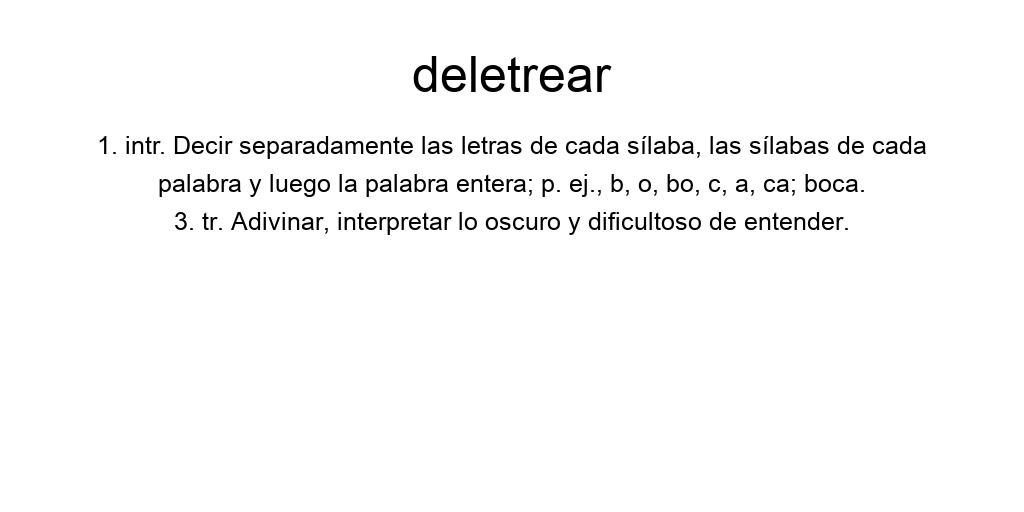 deletrear
1. intr. Decir separadamente las letras de cada sílaba, las sílabas de cada
palabra y luego la palabra entera; p. ej., b, o, bo, c, a, ca; boca.
3. tr. Adivinar, interpretar lo oscuro y dificultoso de entender.